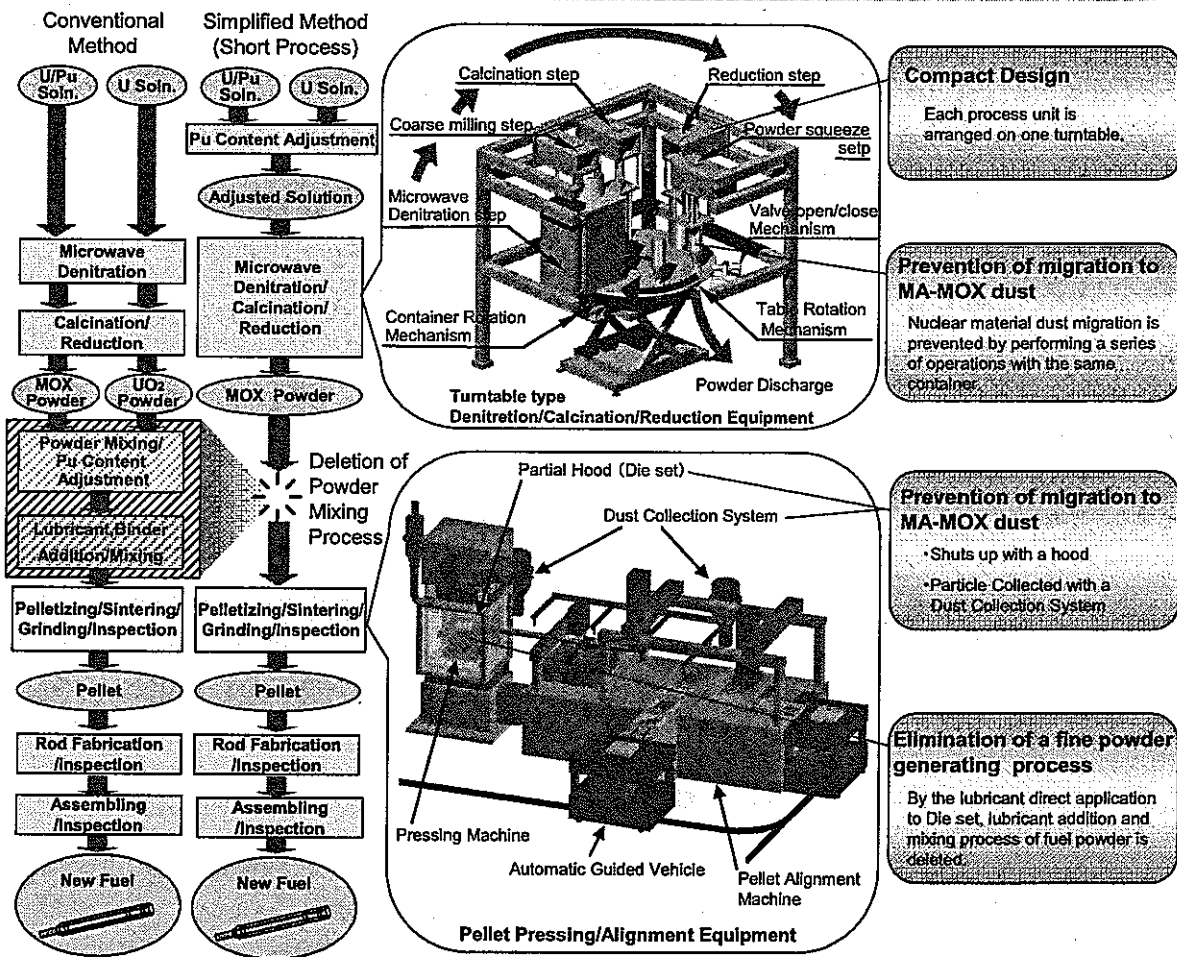 Conventional
Method
Simplified Method
(Short Process)
U/Pu
Soln.
U Soln.
U/Pu
Soln.
U Soln.
Pu Content Adjustment
Adjusted Solution
Microwave
Denitration
Calcination/
Reduction
MOX
Powder
UO2
Powder
Powder Mixing/
Pu Content
Adjustment
Lubricant,Binder
Addition/Mixing
Pelletizing/Sintering/
Grinding/Inspection
Pellet
Rod Fabrication
/Inspection
Assembling
/Inspection
New Fuel
Microwave
Denitration/
Calcination/
Reduction
MOX Powder
Deletion of
Powder
Mixing
Process
Pelletizing/Sintering/
Grinding/Inspection
Pellet
Rod Fabrication
/Inspection
Assembling
/Inspection
New Fuel
Calcination step
Reduction step
Coarse milling step
Powder squeeze
setp
Microwave
Denitration step
Valve open/close
Mechanism
Container Rotation
Mechanism
Table Rotation
Mechanism
Powder Discharge
Turntable type
Denitretion/Calcination/Reduction Equipment
Partial Hood (Die set)
Dust Collection System
Pressing Machine
Automatic Guided Vehicle
Pellet Alignment
Machine
Pellet Pressing/Alignment Equipment
Compact Design
Each process unit is
arranged on one turntable.
Prevention of migration to
MA-MOX dust
Nuclear material dust migration is
prevented by performing a series
of operations with the same
container.
Prevention of migration to
MA-MOX dust
・Shuts up with a hood
・Particle Collected with a
Dust Collection System
Elimination of a fine powder
generating process
By the lubricant direct application
to Die set, lubricant addition and
mixing process of fuel powder is
deleted.